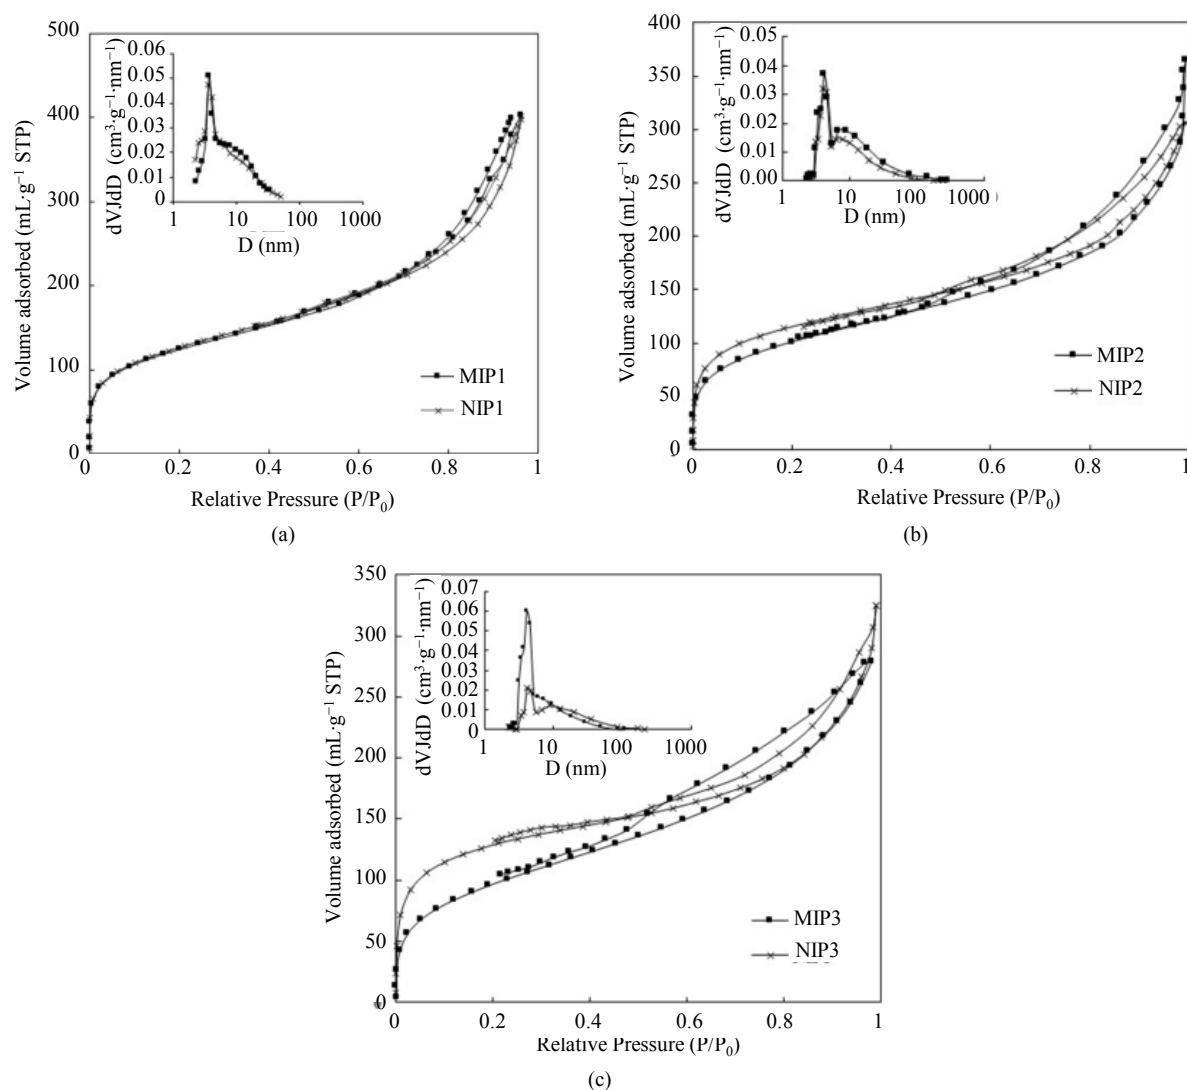 500
400
300
200
100
0
Volume adsorbed (mL·g⁻¹ STP)
0.06
0.05
0.04
0.03
0.02
0.01
0
dVJdD (cm³·g⁻¹·nm⁻¹)
1 10 100 1000
D (nm)
MIP1
NIP1
0 0.2 0.4 0.6 0.8 1
Relative Pressure (P/P₀)
(a)
400
350
300
250
200
150
100
50
0
Volume adsorbed (mL·g⁻¹ STP)
0.05
0.04
0.03
0.02
0.01
0.00
dVJdD (cm³·g⁻¹·nm⁻¹)
1 10 100 1000
D (nm)
MIP2
NIP2
0 0.2 0.4 0.6 0.8 1
Relative Pressure (P/P₀)
(b)
350
300
250
200
150
100
50
0
Volume adsorbed (mL·g⁻¹ STP)
0.07
0.06
0.05
0.04
0.03
0.02
0.01
0
dVJdD (cm³·g⁻¹·nm⁻¹)
1 10 100 1000
D (nm)
MIP3
NIP3
0 0.2 0.4 0.6 0.8 1
Relative Pressure (P/P₀)
(c)